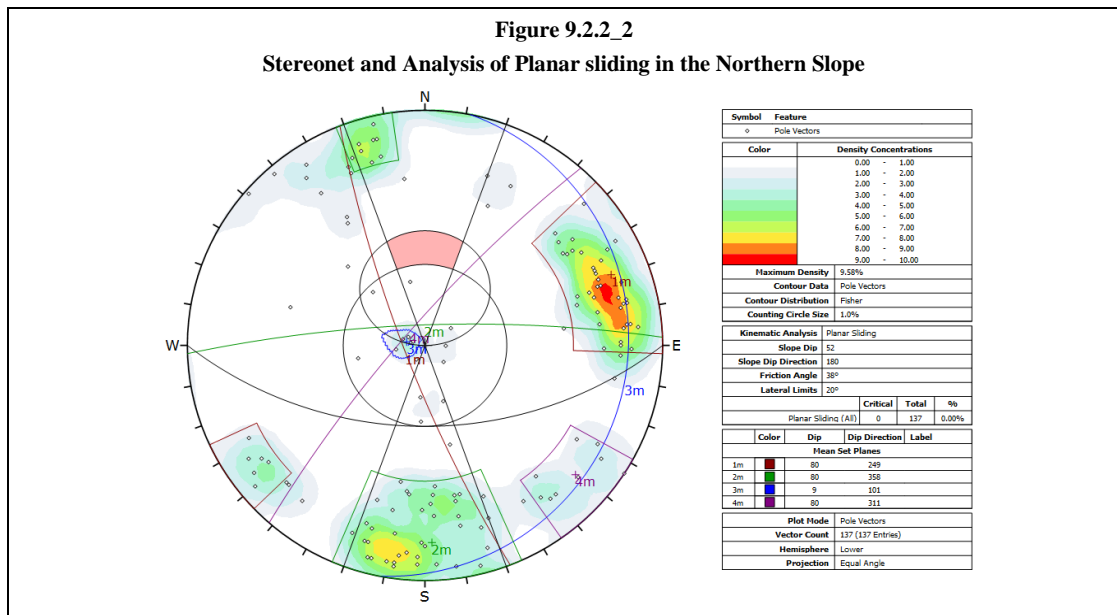 Figure 9.2.2_2
Stereonet and Analysis of Planar sliding in the Northern Slope
N
W
E
S
1m
2m
4m
3m
1m
3m
4m
2m
Symbol Feature
Pole Vectors
Color Density Concentrations
0.00 - 1.00
1.00 - 2.00
2.00 - 3.00
3.00 - 4.00
4.00 - 5.00
5.00 - 6.00
6.00 - 7.00
7.00 - 8.00
8.00 - 9.00
9.00 - 10.00
Maximum Density 9.58%
Contour Data Pole Vectors
Contour Distribution Fisher
Counting Circle Size 1.0%
Kinematic Analysis Planar Sliding
Slope Dip 52
Slope Dip Direction 180
Friction Angle 38º
Lateral Limits 20º
Critical Total %
Planar Sliding (All) 0 137 0.00%
Color Dip Dip Direction Label
Mean Set Planes
1m 80 249
2m 80 358
3m 9 101
4m 80 311
Plot Mode Pole Vectors
Vector Count 137 (137 Entries)
Hemisphere Lower
Projection Equal Angle